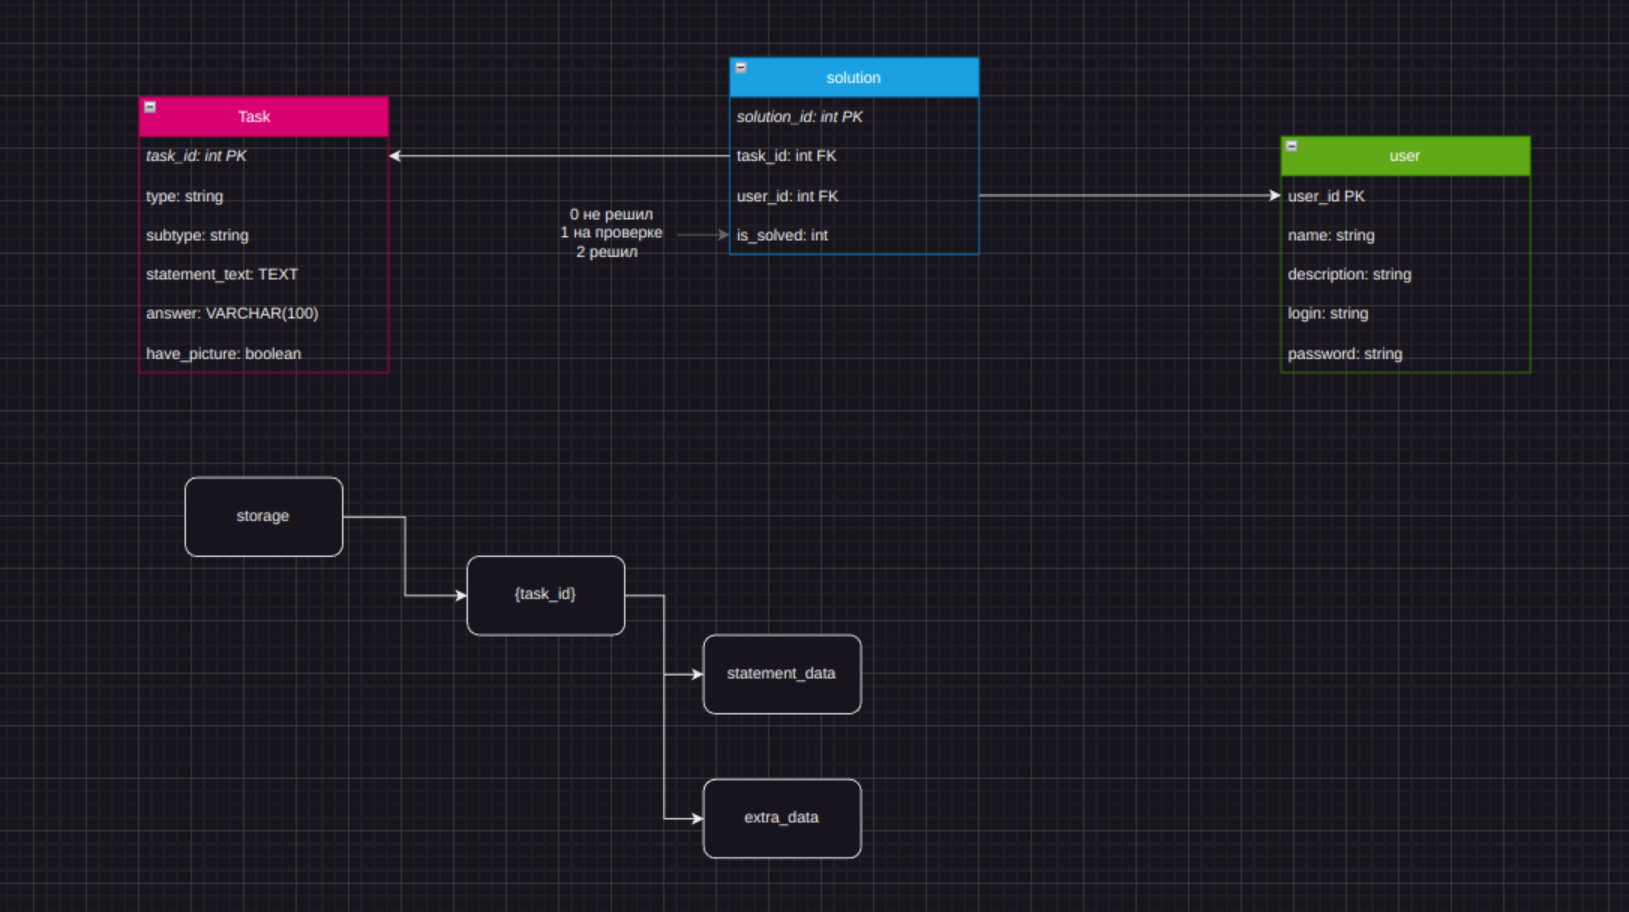 Task
task_id: int PK
type: string
subtype: string
statement_text: TEXT
answer: VARCHAR(100)
have_picture: boolean
solution
solution_id: int PK
task_id: int FK
user_id: int FK
is_solved: int
0 не решил
1 на проверке
2 решил
user
user_id PK
name: string
description: string
login: string
password: string
storage
{task_id}
statement_data
extra_data